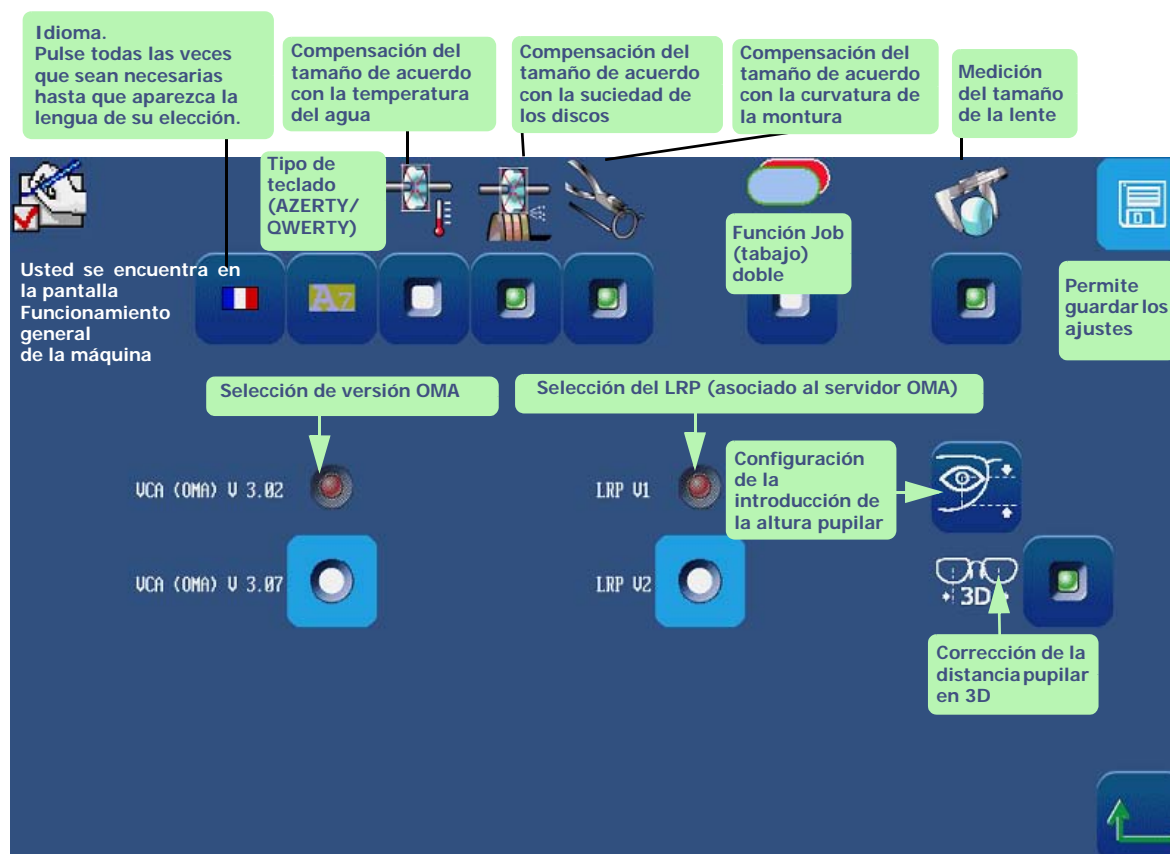 Idioma.
Pulse todas las veces
que sean necesarias
hasta que aparezca la
lengua de su elección.
Compensación del
tamaño de acuerdo
con la temperatura
del agua
Compensación del
tamaño de acuerdo
con la suciedad de
los discos
Compensación del
tamaño de acuerdo
con la curvatura de
la montura
Medición
del tamaño
de la lente
Tipo de
teclado
(AZERTY/
QWERTY)
Función Job
(tabajo)
doble
Usted se encuentra en
la pantalla
Funcionamiento
general
de la máquina
A7
Permite
guardar los
ajustes
Selección de versión OMA
Selección del LRP (asociado al servidor OMA)
VCA (OMA) V 3.02
LRP V1
Configuración
de la
introducción de
la altura pupilar
VCA (OMA) V 3.07
LRP V2
3D
Corrección de la
distancia pupilar
en 3D